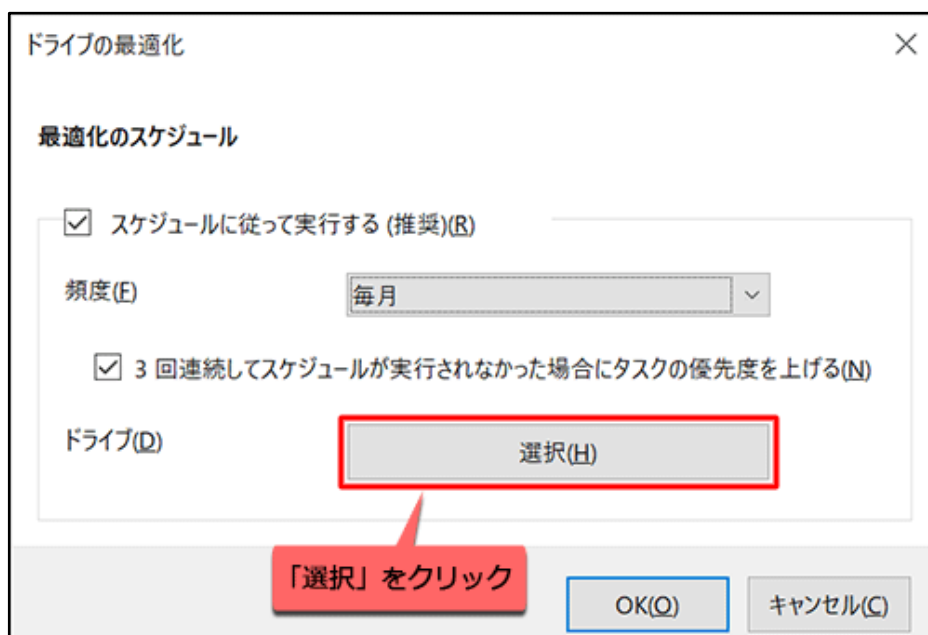 ドライブの最適化
最適化のスケジュール
スケジュールに従って実行する (推奨)(R)
頻度(F)
毎月
3 回連続してスケジュールが実行されなかった場合にタスクの優先度を上げる(N)
ドライブ(D)
選択(H)
「選択」をクリック
OK(O)
キャンセル(C)